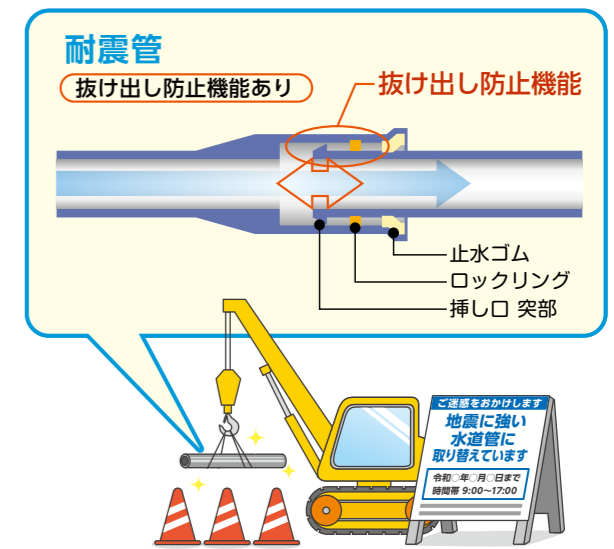 耐震管
抜け出し防止機能あり
抜け出し防止機能
止水ゴム
ロックリング
挿し口 突部
ご迷惑をおかけします
地震に強い
水道管に
取り替えています
令和○年○月○日まで
時間帯 9:00～17:00